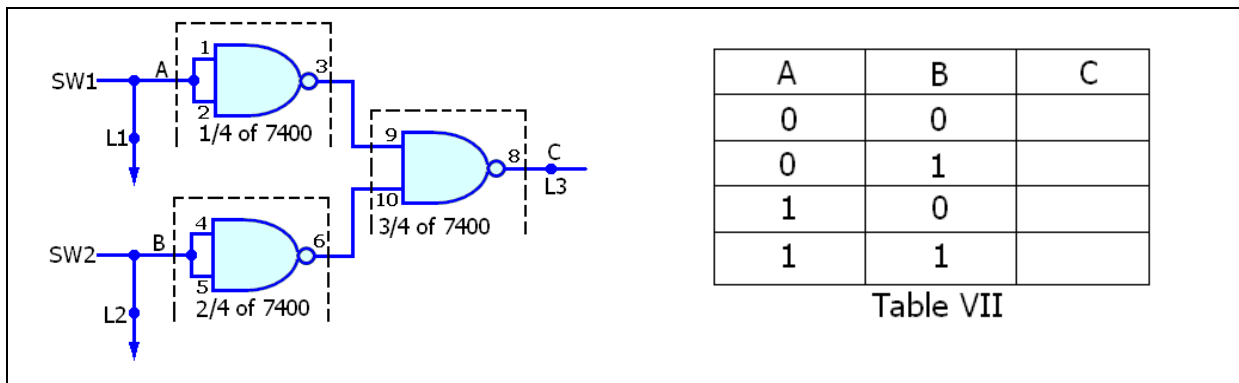 SW1
A
1
2
3
1/4 of 7400
L1
9
10
8
C
L3
3/4 of 7400
SW2
B
4
5
6
2/4 of 7400
L2
A B C
0 0
0 1
1 0
1 1
Table VII